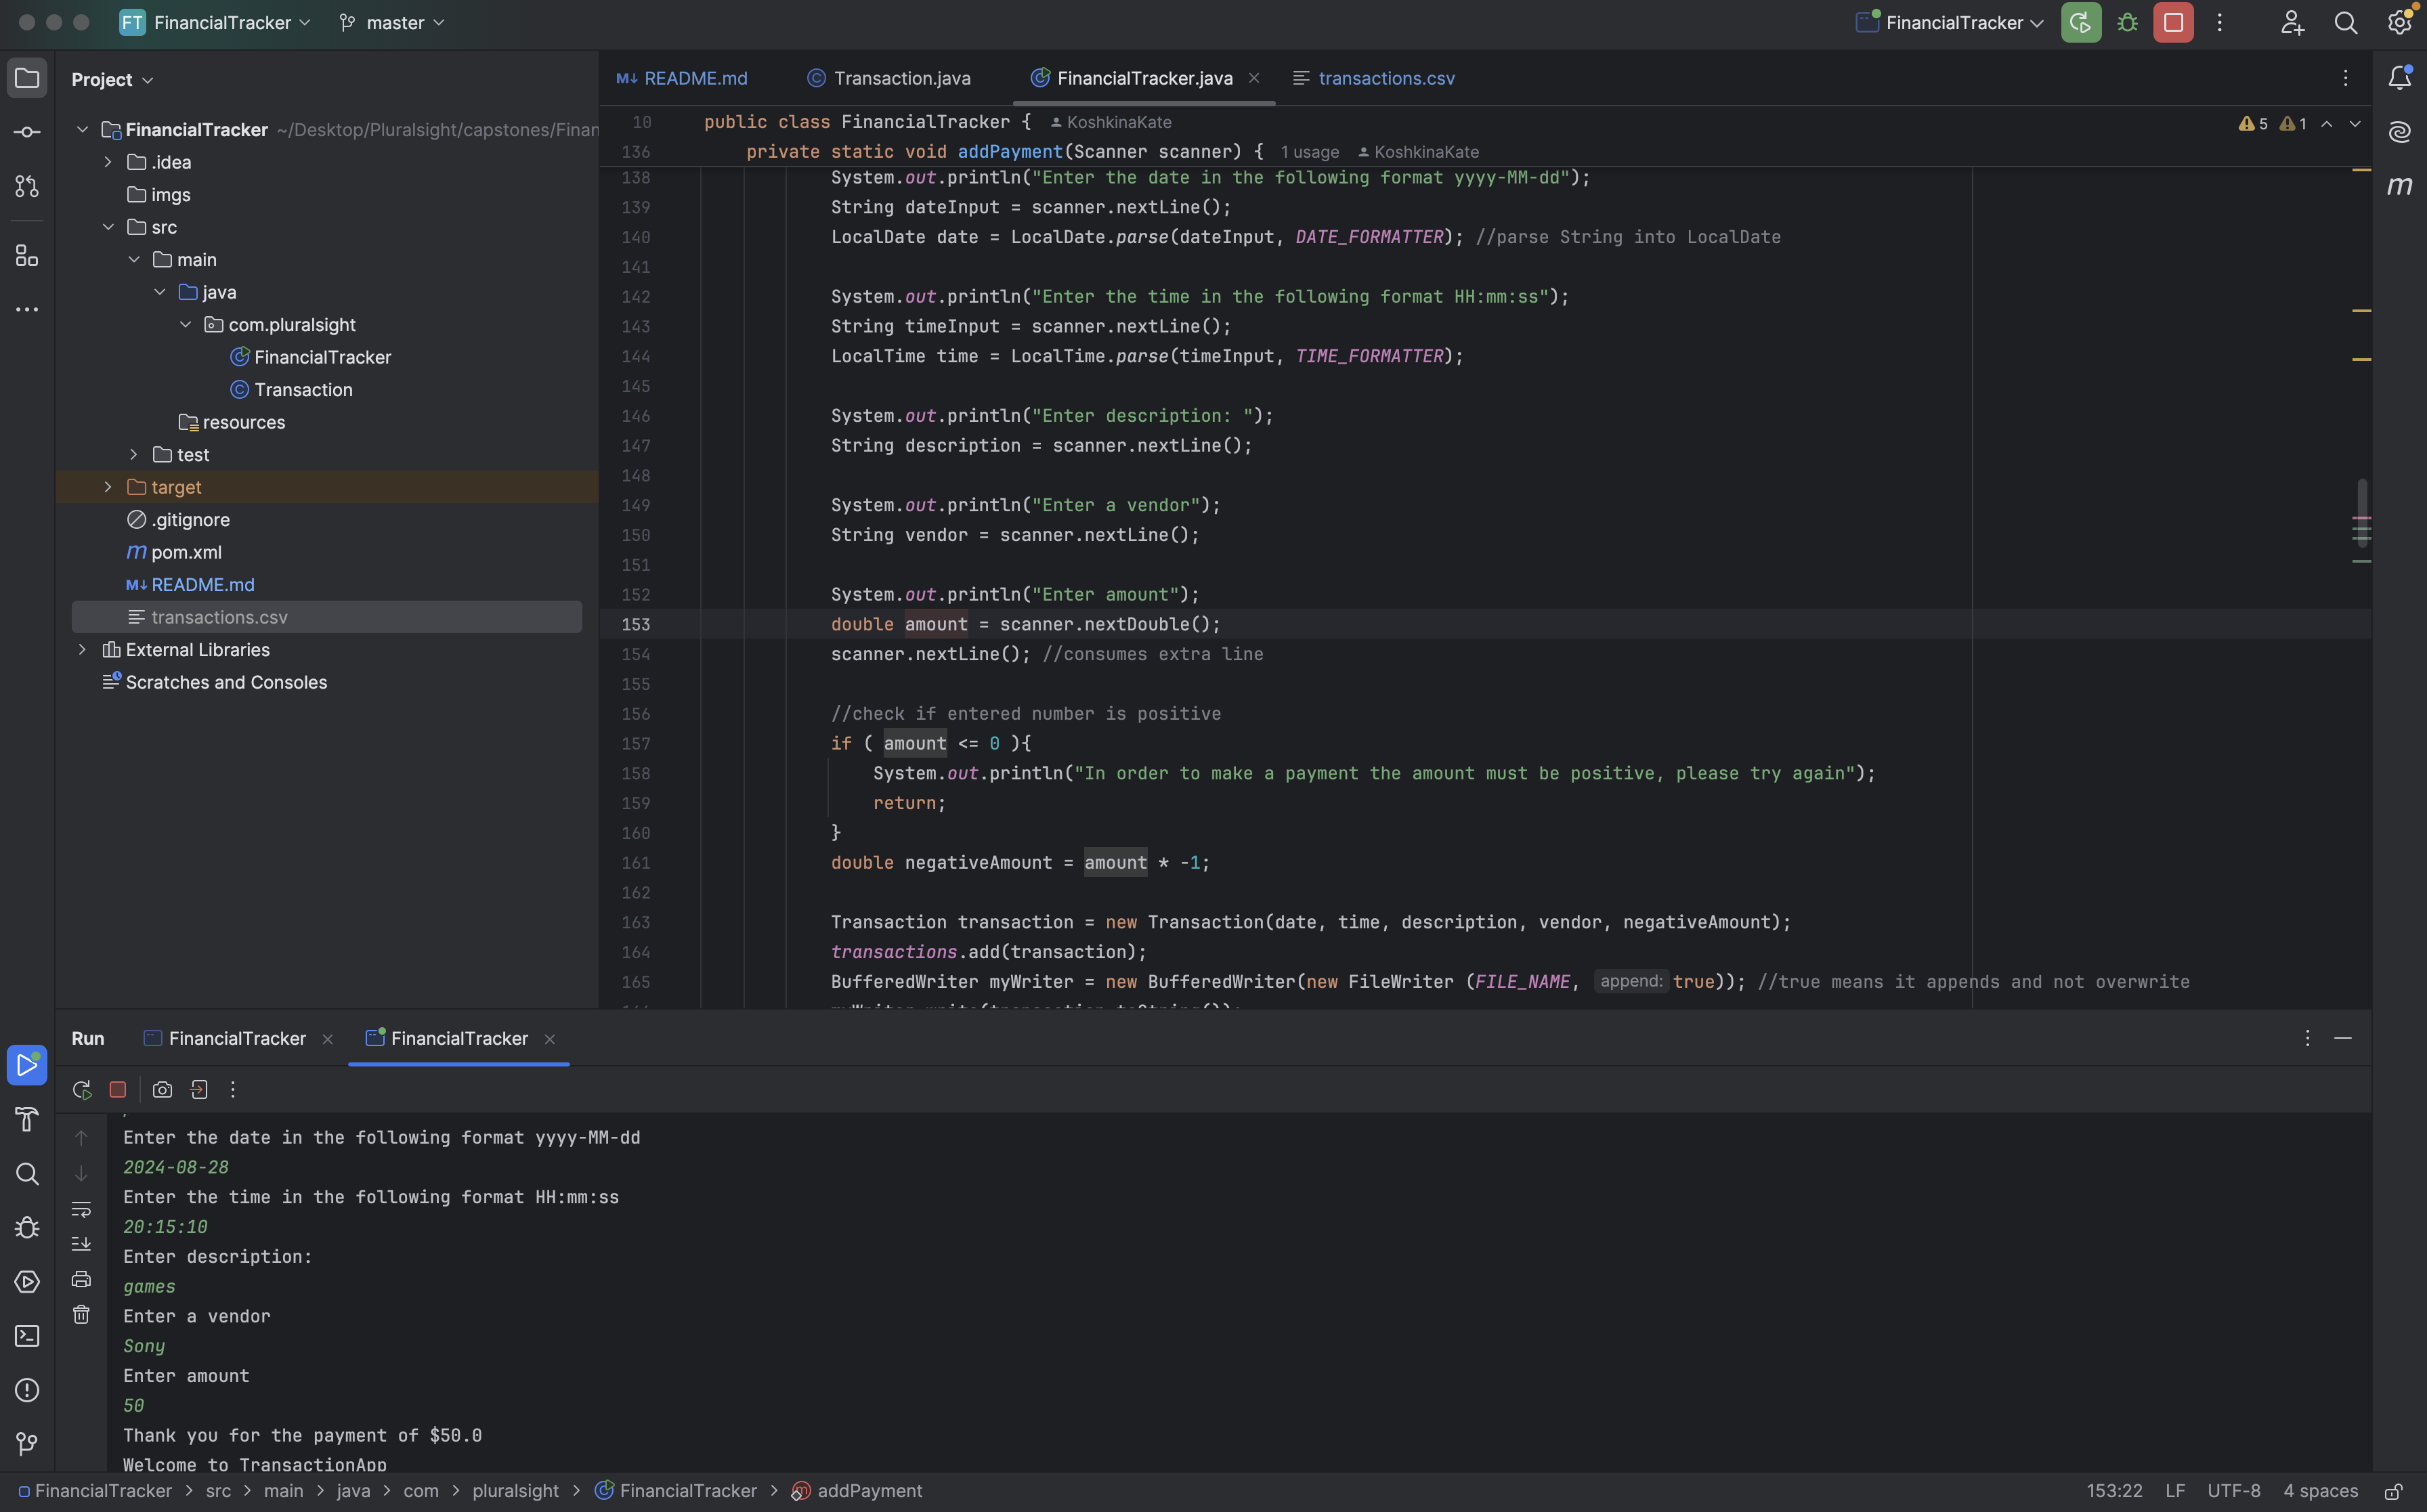 FT FinancialTracker master FinancialTracker
Project
README.md Transaction.java FinancialTracker.java transactions.csv
FinancialTracker ~/Desktop/Pluralsight/capstones/Finan
.idea
imgs
src
main
java
com.pluralsight
FinancialTracker
Transaction
resources
test
target
.gitignore
pom.xml
README.md
transactions.csv
External Libraries
Scratches and Consoles
10 public class FinancialTracker { KoshkinaKate 5 1
136 private static void addPayment(Scanner scanner) { 1 usage KoshkinaKate
138 System.out.println("Enter the date in the following format yyyy-MM-dd");
139 String dateInput = scanner.nextLine();
140 LocalDate date = LocalDate.parse(dateInput, DATE_FORMATTER); //parse String into LocalDate
141
142 System.out.println("Enter the time in the following format HH:mm:ss");
143 String timeInput = scanner.nextLine();
144 LocalTime time = LocalTime.parse(timeInput, TIME_FORMATTER);
145
146 System.out.println("Enter description: ");
147 String description = scanner.nextLine();
148
149 System.out.println("Enter a vendor");
150 String vendor = scanner.nextLine();
151
152 System.out.println("Enter amount");
153 double amount = scanner.nextDouble();
154 scanner.nextLine(); //consumes extra line
155
156 //check if entered number is positive
157 if ( amount <= 0 ){
158 System.out.println("In order to make a payment the amount must be positive, please try again");
159 return;
160 }
161 double negativeAmount = amount * -1;
162
163 Transaction transaction = new Transaction(date, time, description, vendor, negativeAmount);
164 transactions.add(transaction);
165 BufferedWriter myWriter = new BufferedWriter(new FileWriter (FILE_NAME, append: true)); //true means it appends and not overwrite
Run FinancialTracker FinancialTracker
Enter the date in the following format yyyy-MM-dd
2024-08-28
Enter the time in the following format HH:mm:ss
20:15:10
Enter description:
games
Enter a vendor
Sony
Enter amount
50
Thank you for the payment of $50.0
Welcome to TransactionApp
FinancialTracker > src > main > java > com > pluralsight > FinancialTracker > addPayment 153:22 LF UTF-8 4 spaces